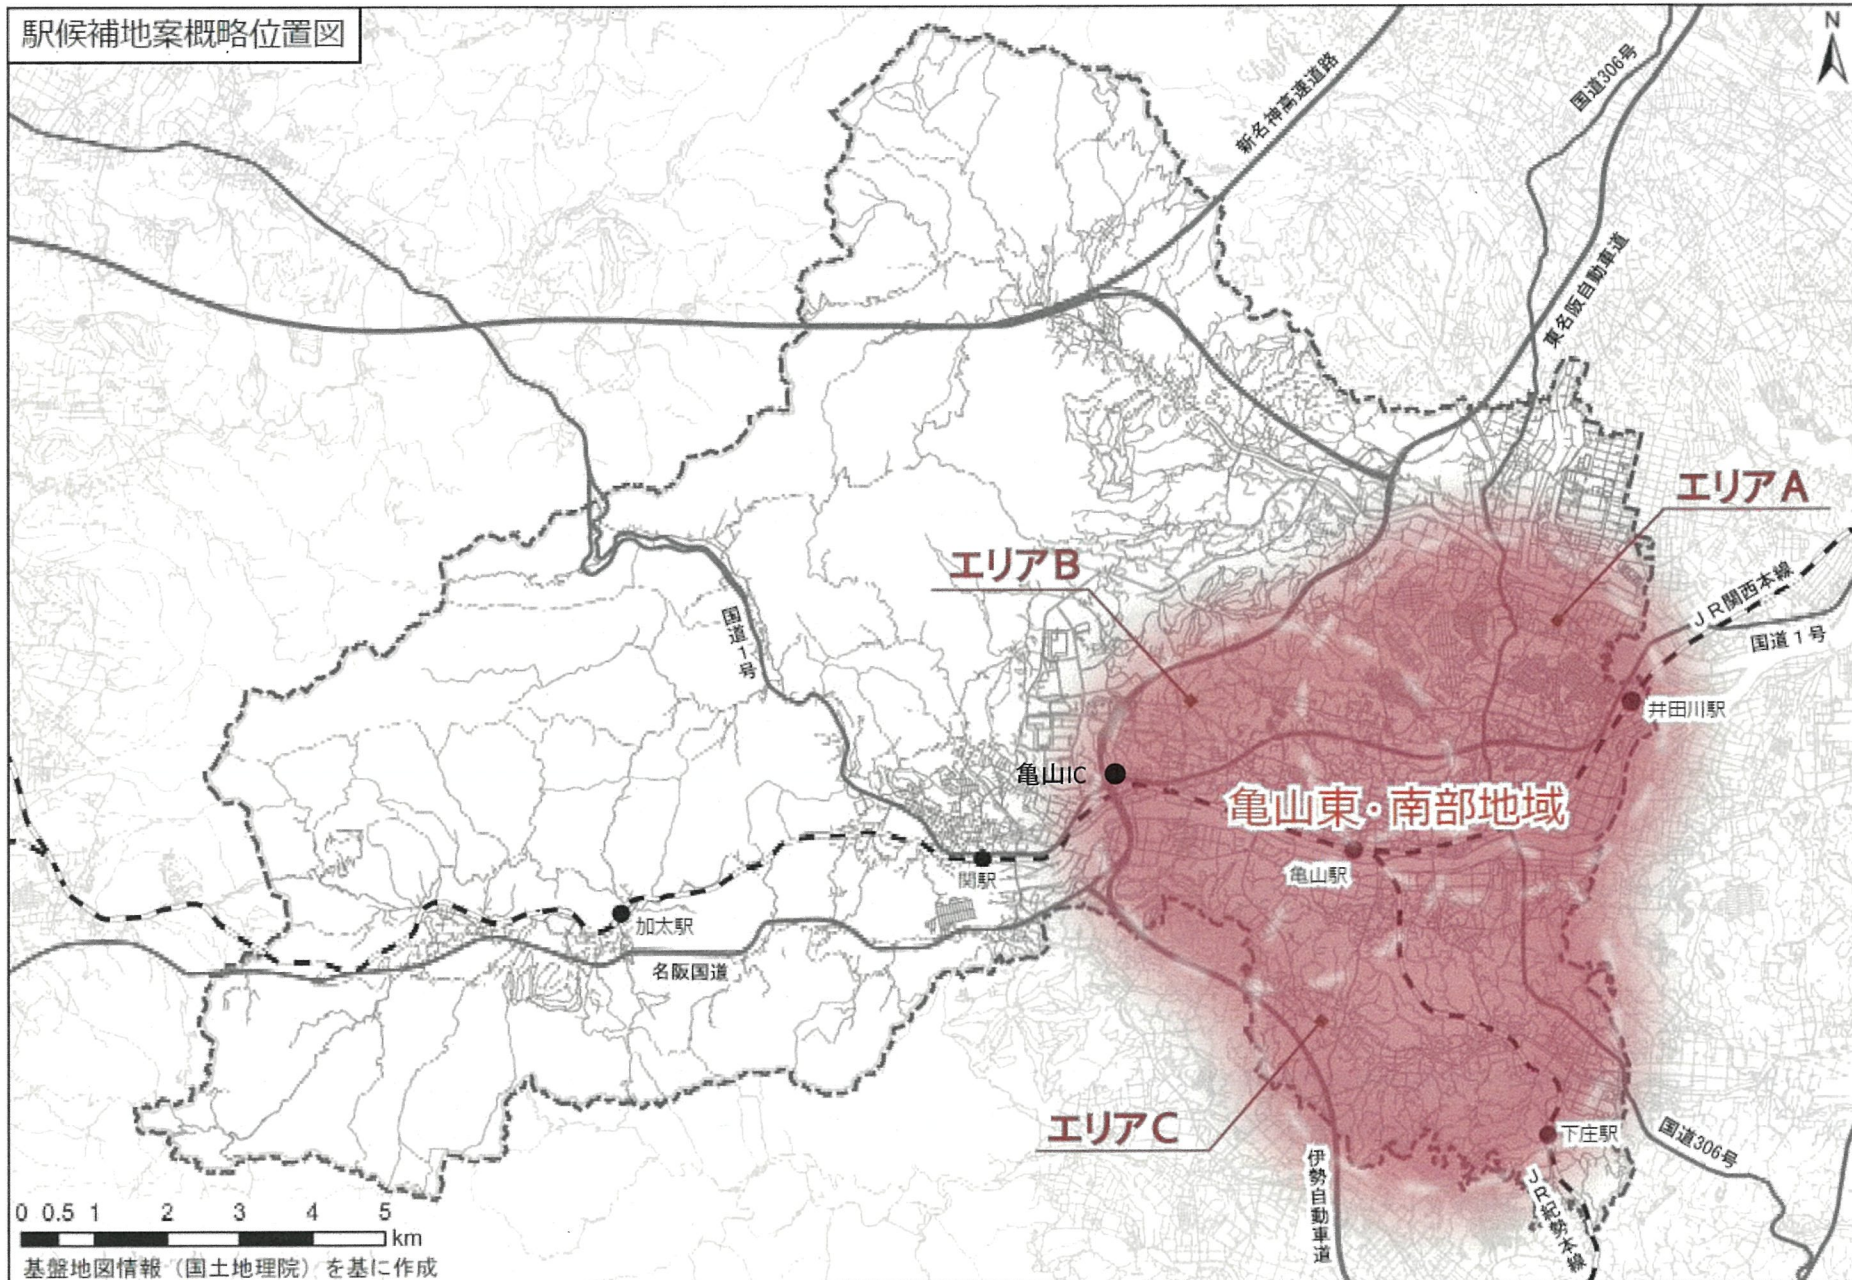 駅候補地案概略位置図
N
新名神高速道路
国道306号
東名阪自動車道
エリアA
エリアB
JR関西本線
国道1号
国道1号
井田川駅
亀山IC
亀山東・南部地域
関駅
亀山駅
加太駅
名阪国道
エリアC
下庄駅
国道306号
伊勢自動車道
JR紀勢本線
0 0.5 1 2 3 4 5
km
基盤地図情報(国土地理院)を基に作成